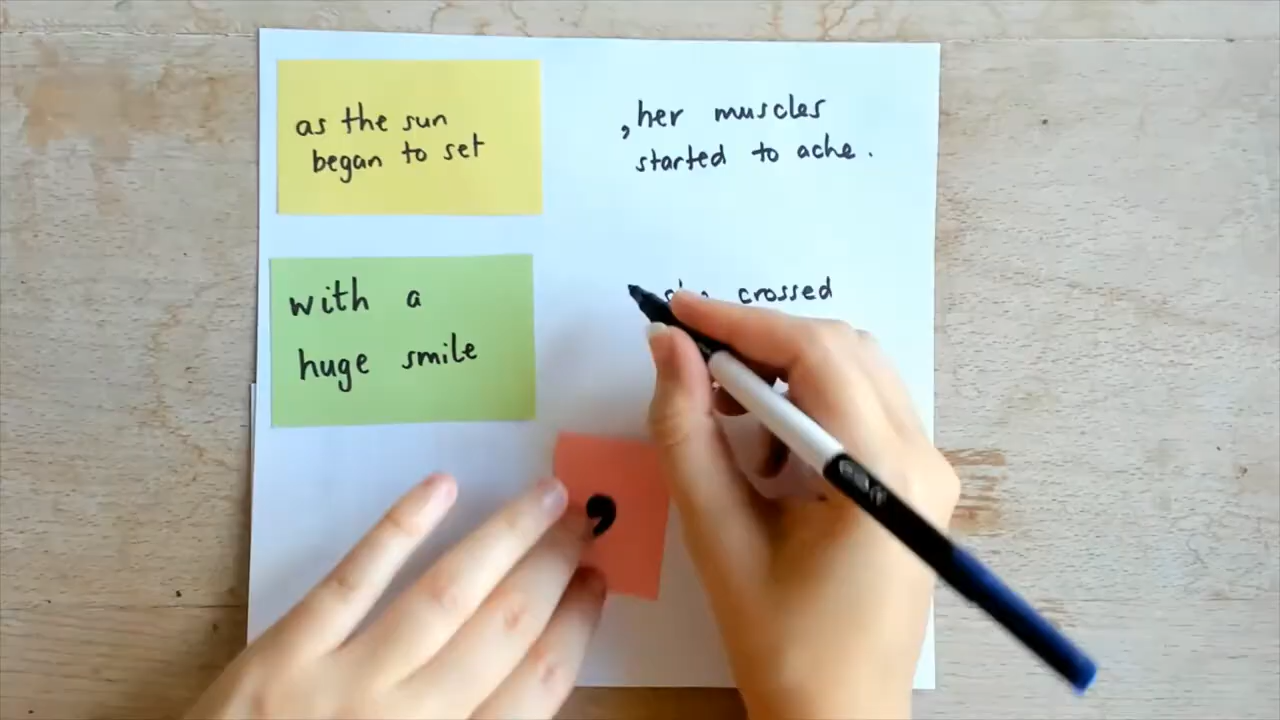 as the sun
began to set
,her muscles
started to ache.
with a
huge smile
crossed
,